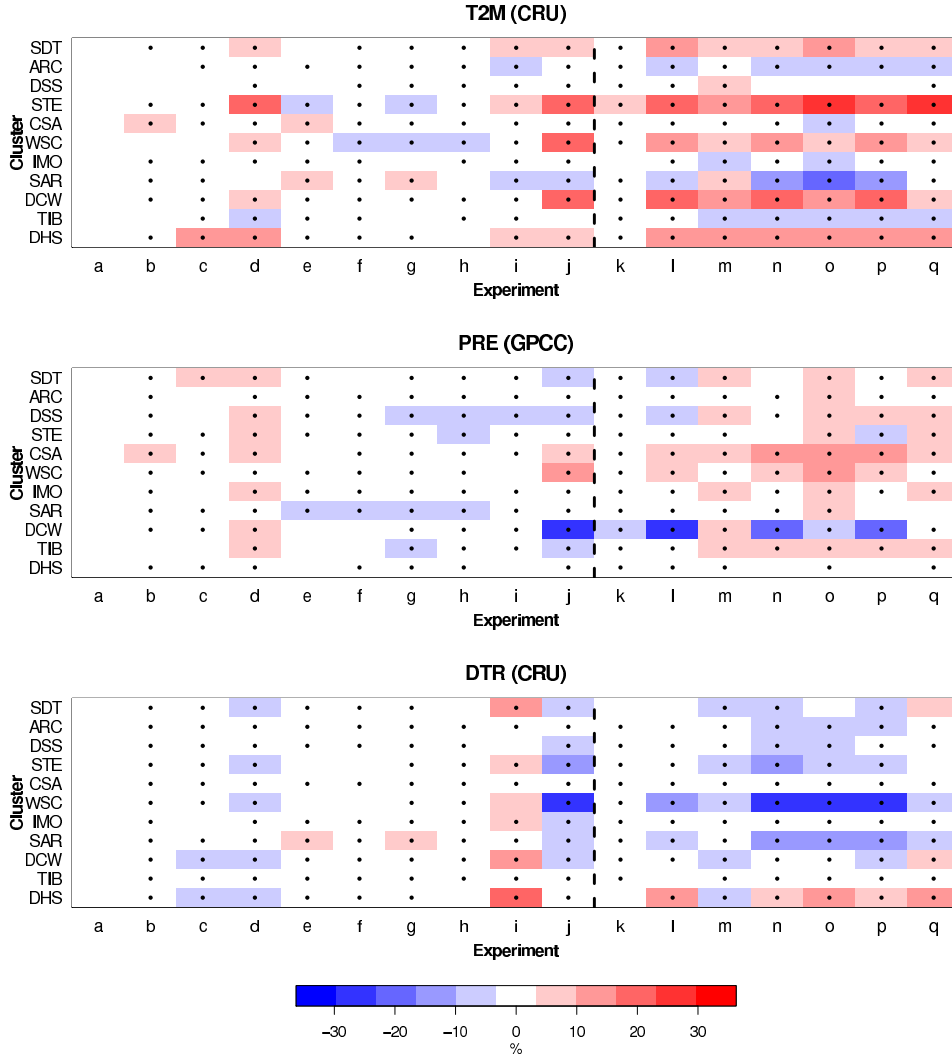 T2M (CRU)
Cluster
SDT
ARC
DSS
STE
CSA
WSC
IMO
SAR
DCW
TIB
DHS
a b c d e f g h i j k l m n o p q
Experiment
PRE (GPCC)
Cluster
SDT
ARC
DSS
STE
CSA
WSC
IMO
SAR
DCW
TIB
DHS
a b c d e f g h i j k l m n o p q
Experiment
DTR (CRU)
Cluster
SDT
ARC
DSS
STE
CSA
WSC
IMO
SAR
DCW
TIB
DHS
a b c d e f g h i j k l m n o p q
Experiment
−30 −20 −10 0 10 20 30
%